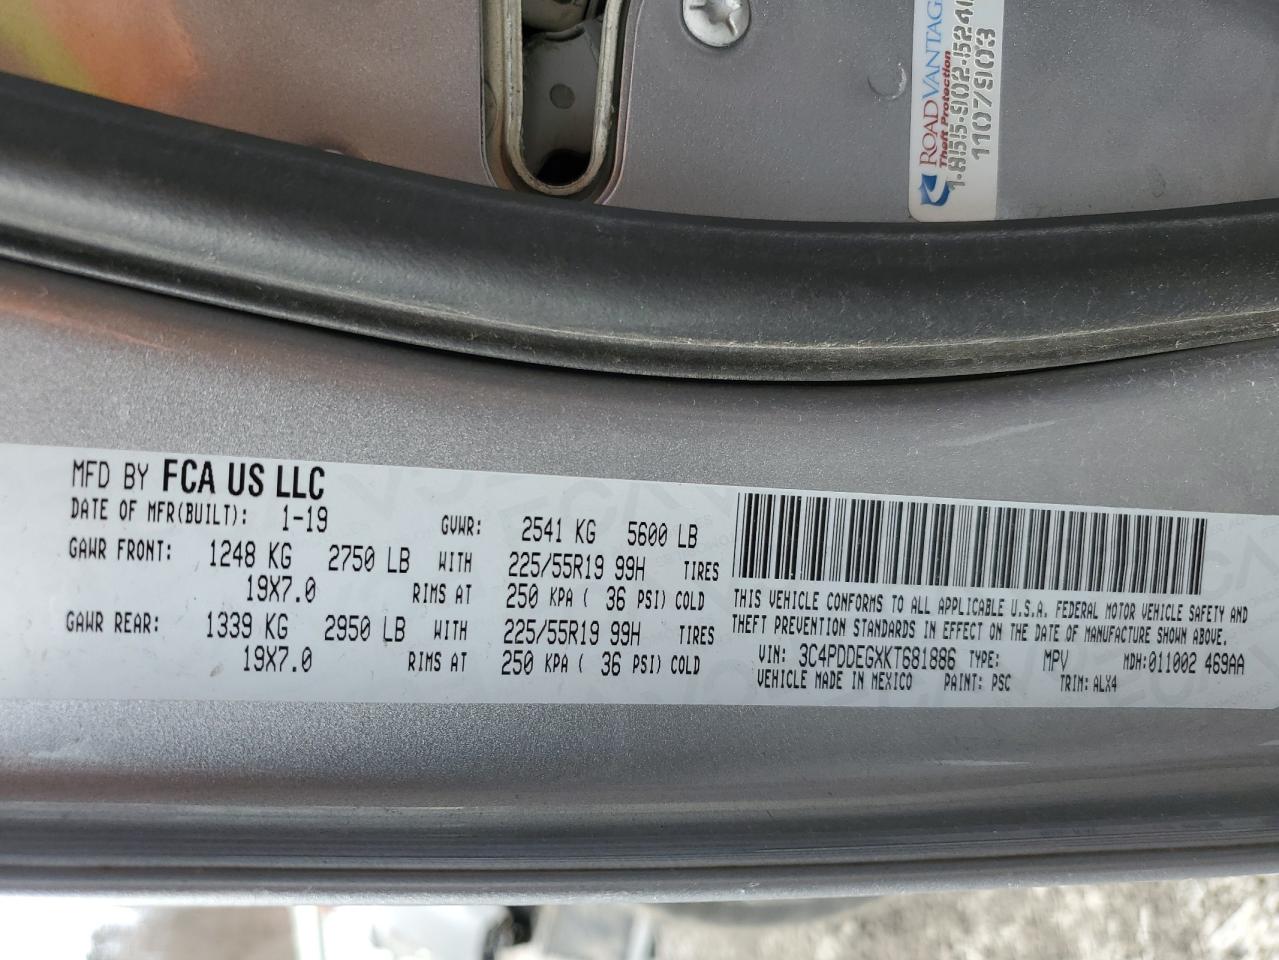 ROADVANTAG
Theft Protection
1-855-902-524
1107903
MFD BY FCA US LLC
DATE OF MFR(BUILT): 1-19 GVWR: 2541 KG 5600 LB
GAWR FRONT: 1248 KG 2750 LB WITH 225/55R19 99H TIRES
19X7.0 RIMS AT 250 KPA ( 36 PSI) COLD
GAWR REAR: 1339 KG 2950 LB WITH 225/55R19 99H TIRES
19X7.0 RIMS AT 250 KPA ( 36 PSI) COLD
THIS VEHICLE CONFORMS TO ALL APPLICABLE U.S.A. FEDERAL MOTOR VEHICLE SAFETY AND
THEFT PREVENTION STANDARDS IN EFFECT ON THE DATE OF MANUFACTURE SHOWN ABOVE.
VIN: 3C4PDDEGXKT681886 TYPE: MPV MDH:011002 469AA
VEHICLE MADE IN MEXICO PAINT: PSC TRIM: ALX4